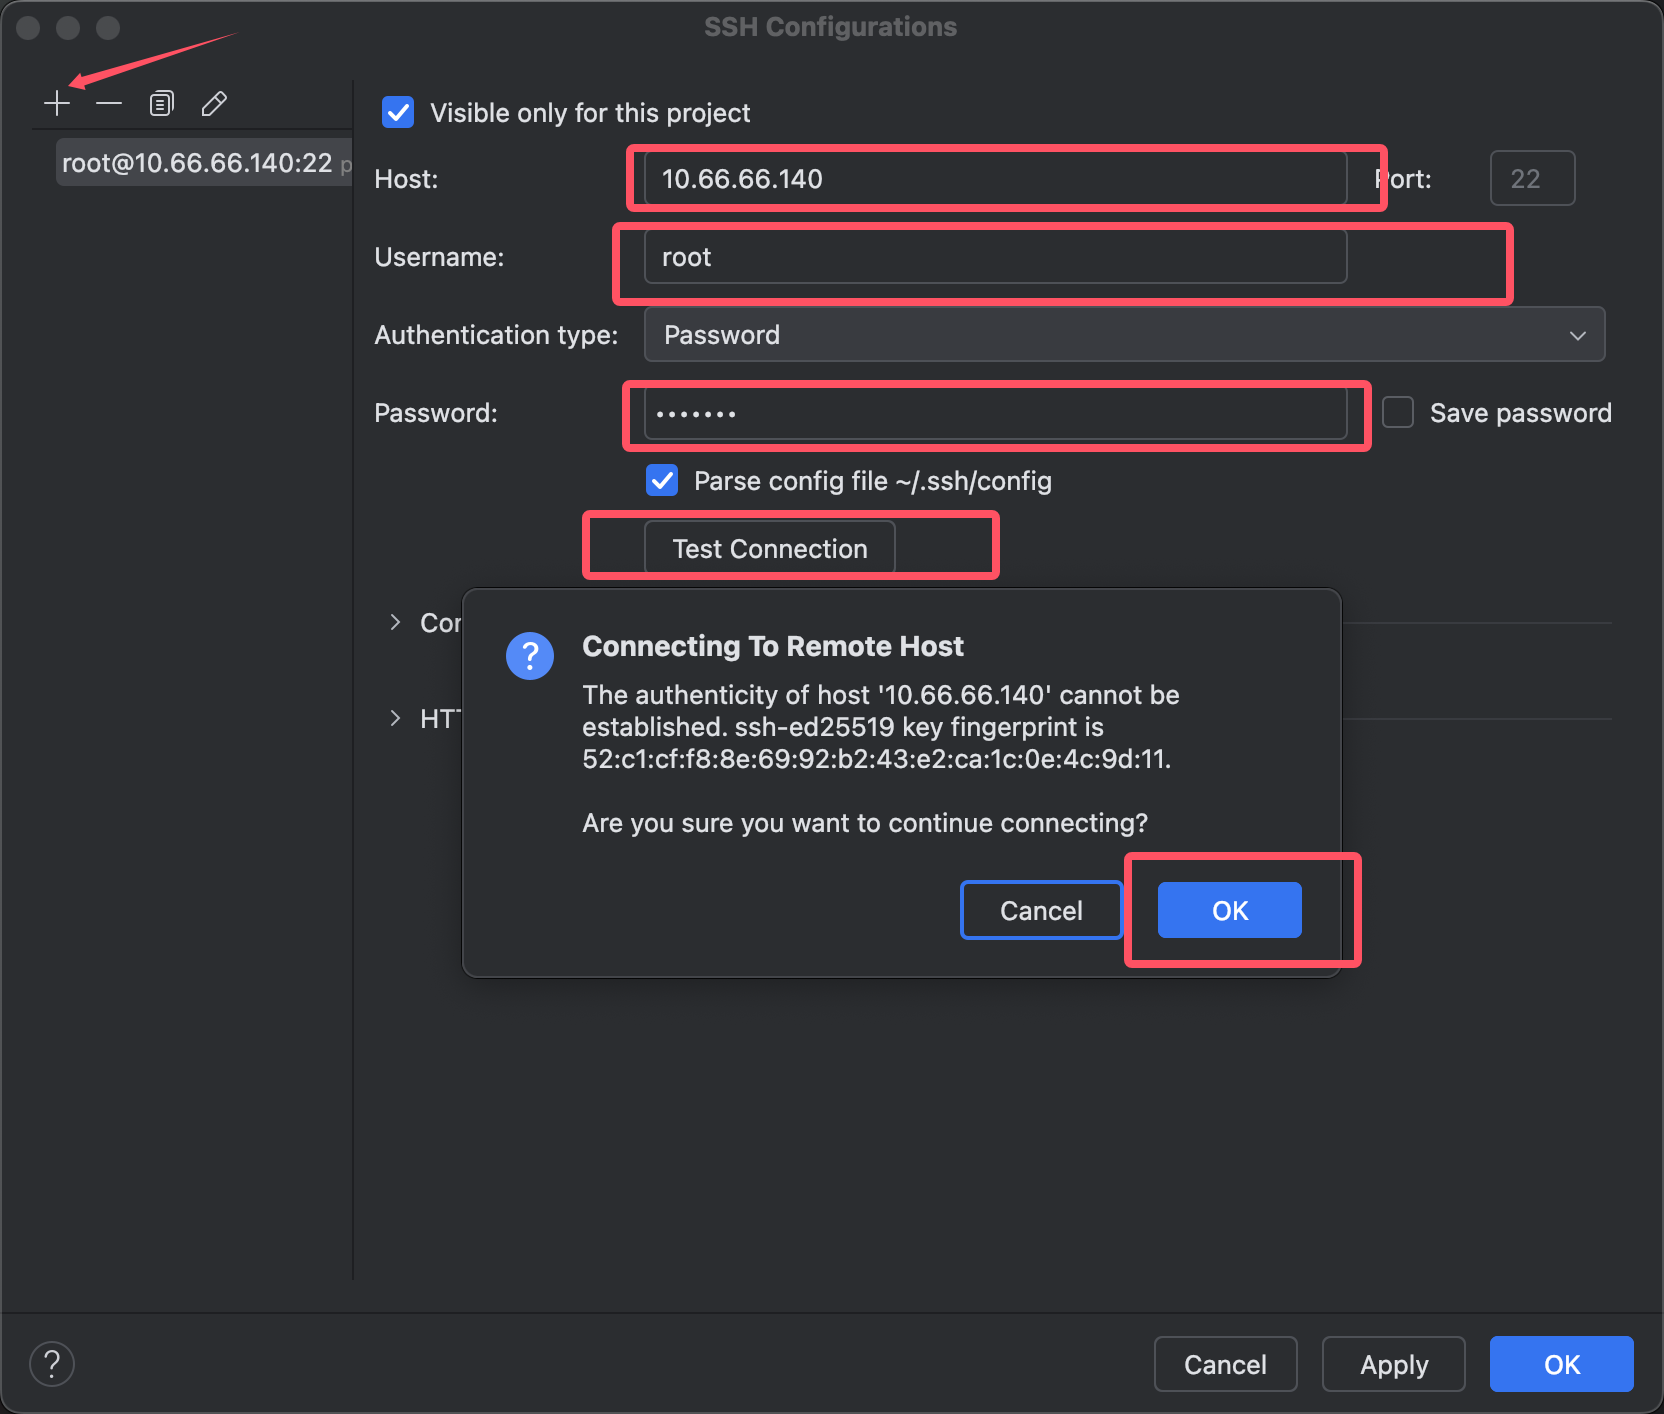 SSH Configurations
root@10.66.66.140:22 p
Visible only for this project
Host:
10.66.66.140
Port:
22
Username:
root
Authentication type:
Password
Password:
•••••••
Save password
Parse config file ~/.ssh/config
Test Connection
Cor
HTT
?
Connecting To Remote Host
The authenticity of host '10.66.66.140' cannot be
established. ssh-ed25519 key fingerprint is
52:c1:cf:f8:8e:69:92:b2:43:e2:ca:1c:0e:4c:9d:11.
Are you sure you want to continue connecting?
Cancel
OK
?
Cancel
Apply
OK